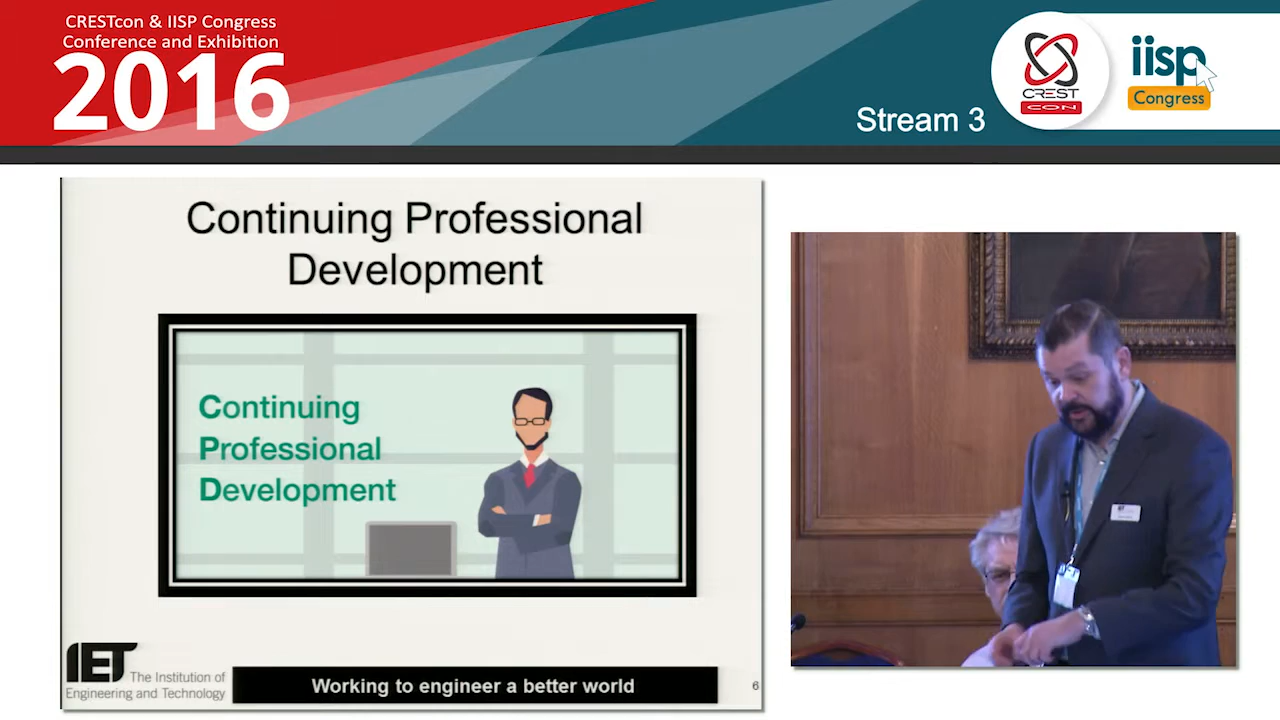 CRESTcon & IISP Congress
Conference and Exhibition
2016
Stream 3
CREST
CON
iisp
Congress
Continuing Professional
Development
Continuing
Professional
Development
IET The Institution of
Engineering and Technology
Working to engineer a better world
6
IET